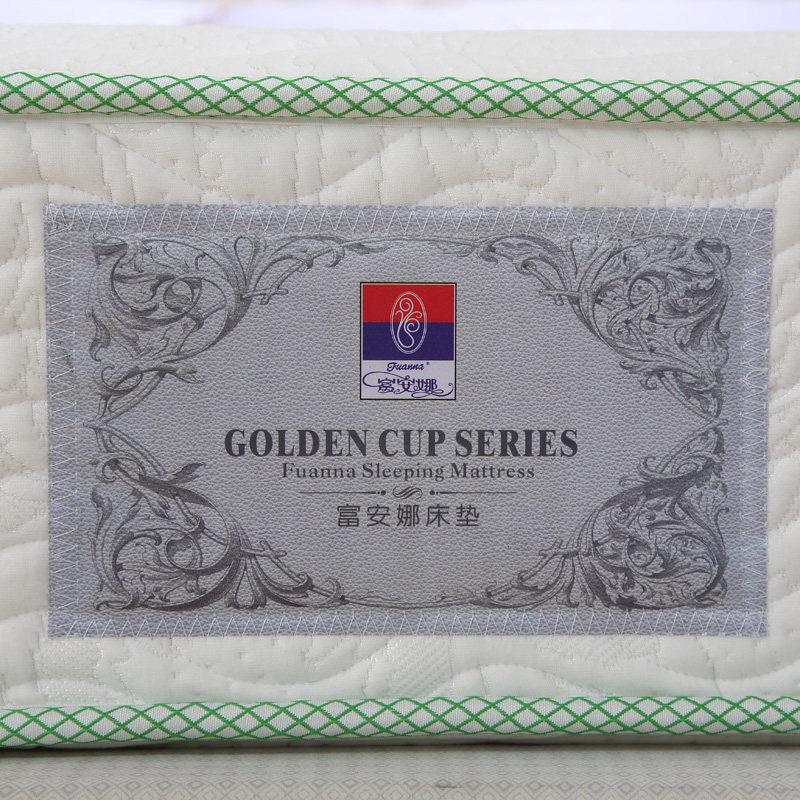 Fuanna®
富安娜
GOLDEN CUP SERIES
Fuanna Sleeping Mattress
富安娜床垫